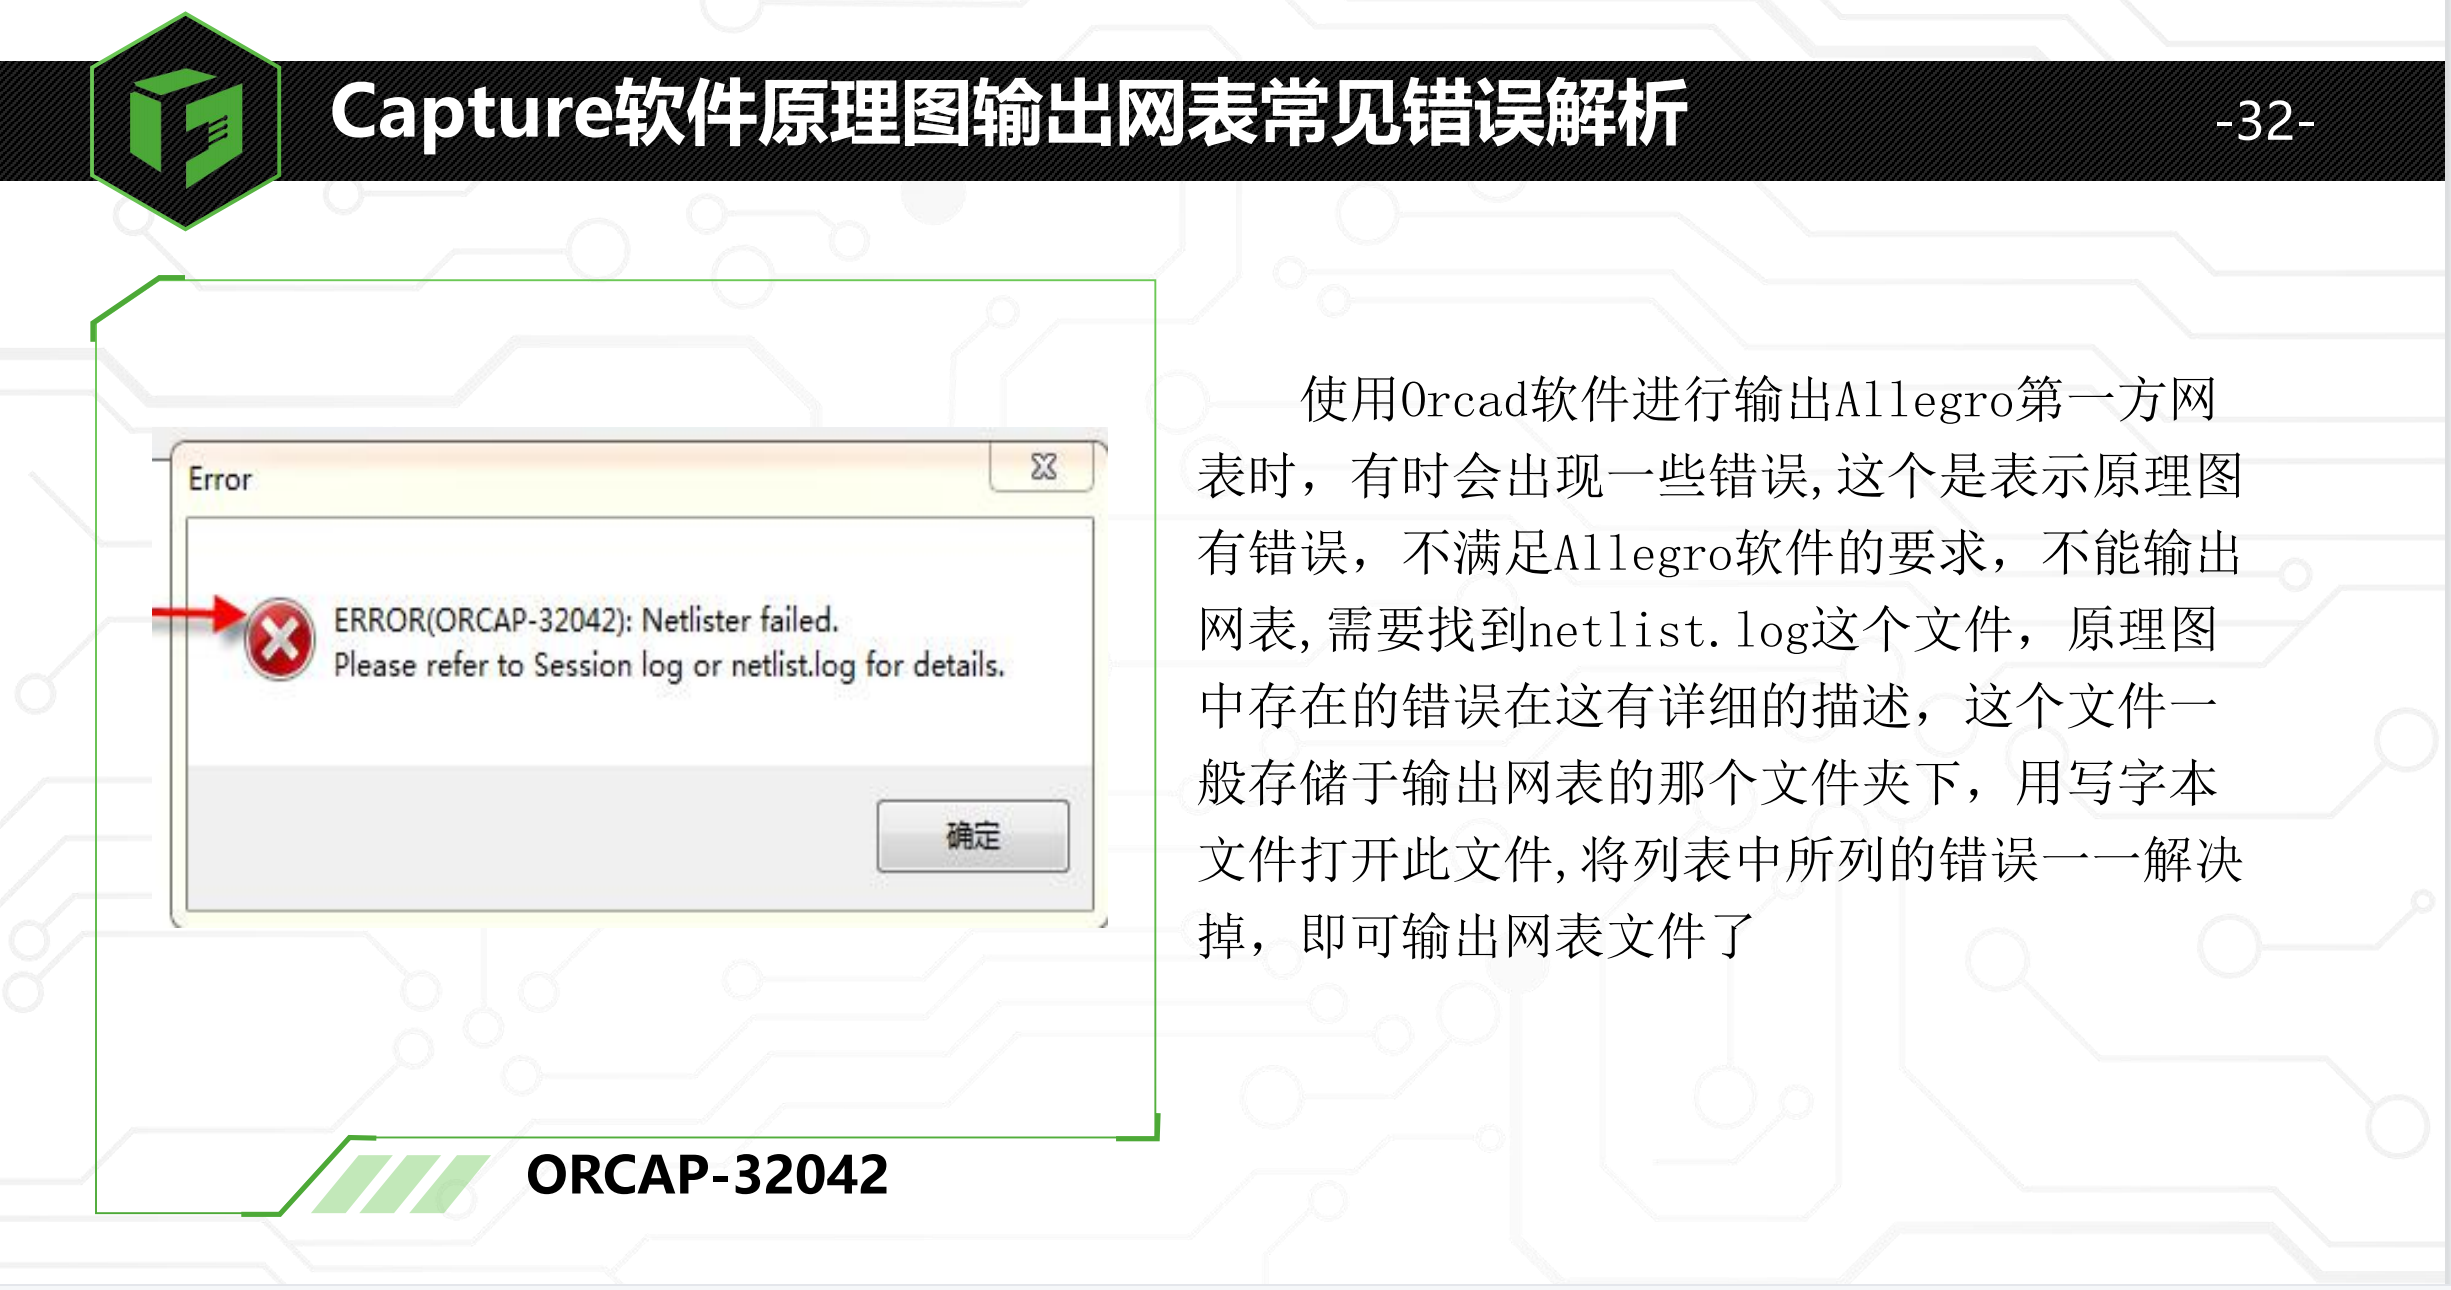 Capture软件原理图输出网表常见错误解析
-32-
Error
ERROR(ORCAP-32042): Netlister failed.
Please refer to Session log or netlist.log for details.
确定
ORCAP-32042
使用Orcad软件进行输出Allegro第一方网
表时，有时会出现一些错误,这个是表示原理图
有错误，不满足Allegro软件的要求，不能输出
网表,需要找到netlist.log这个文件，原理图
中存在的错误在这有详细的描述，这个文件一
般存储于输出网表的那个文件夹下，用写字本
文件打开此文件,将列表中所列的错误一一解决
掉，即可输出网表文件了